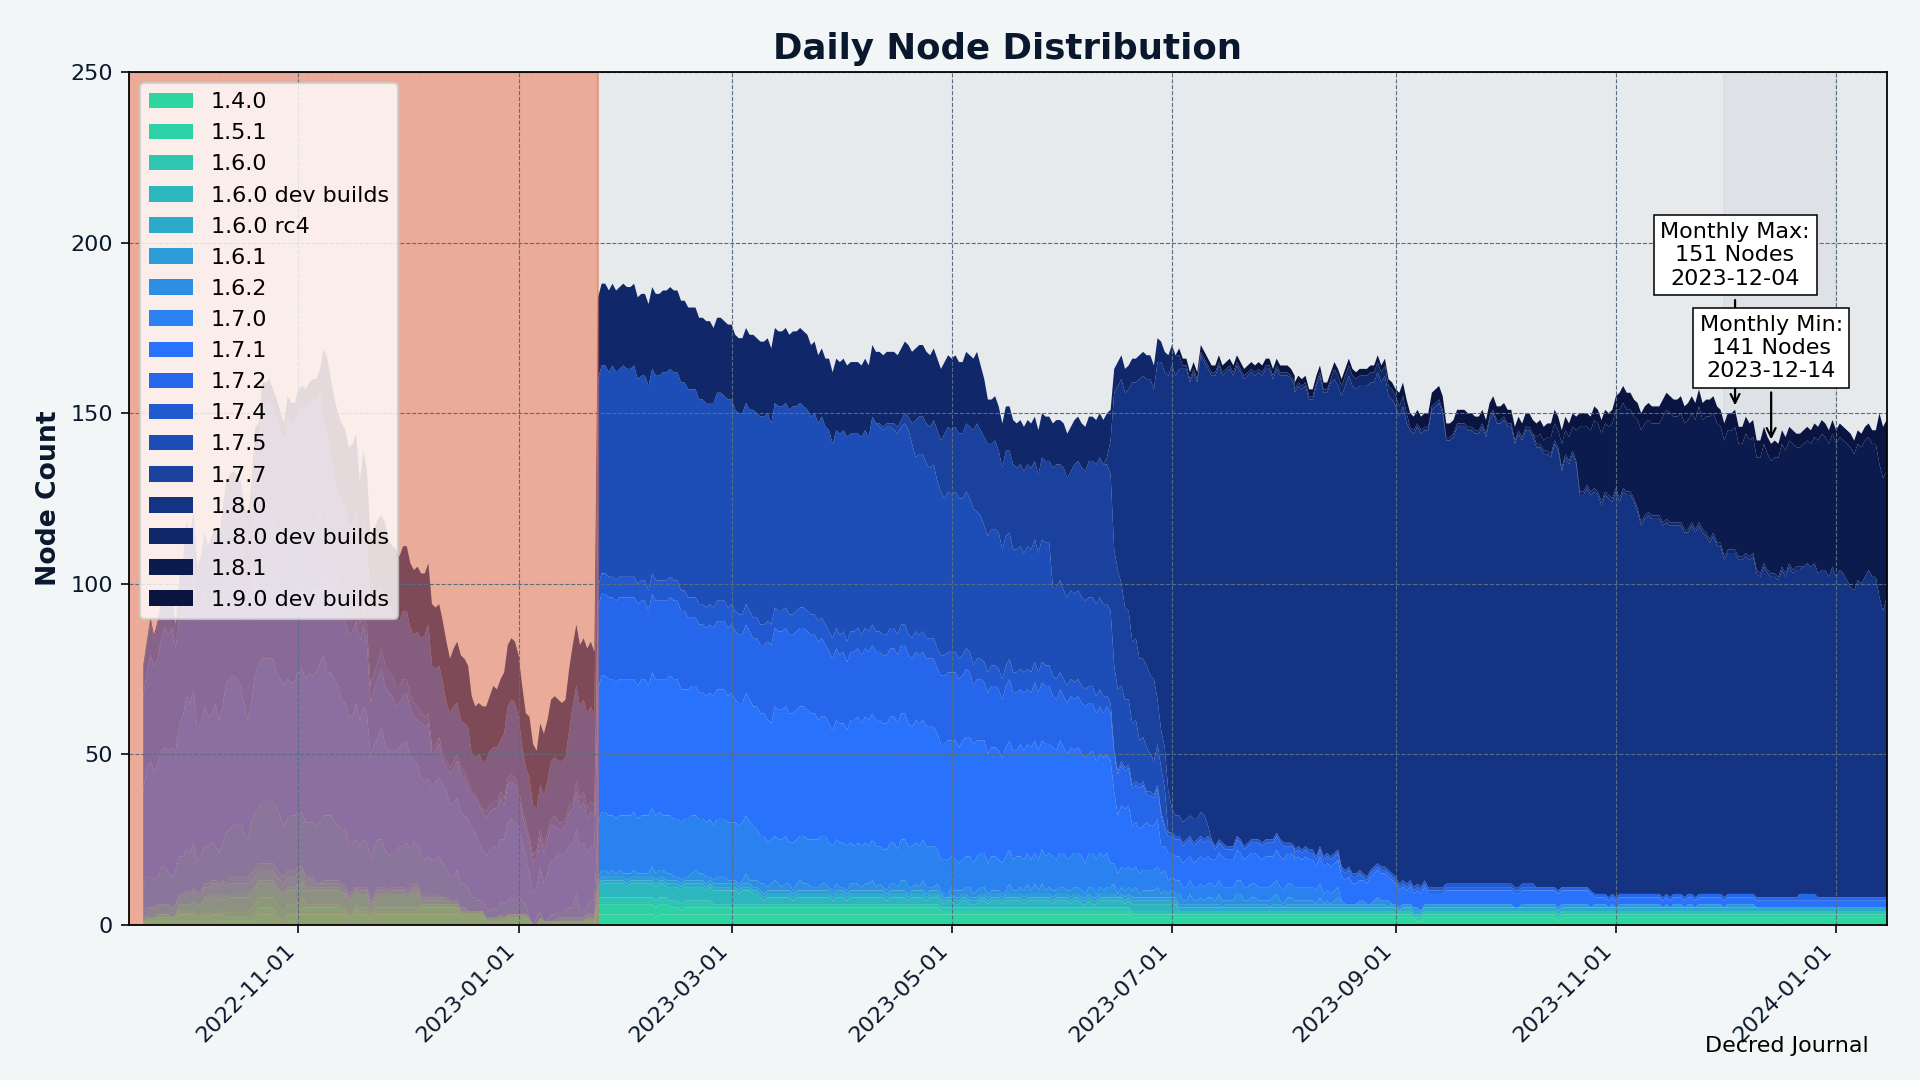 Daily Node Distribution
Node Count
250
200
150
100
50
0
1.4.0
1.5.1
1.6.0
1.6.0 dev builds
1.6.0 rc4
1.6.1
1.6.2
1.7.0
1.7.1
1.7.2
1.7.4
1.7.5
1.7.7
1.8.0
1.8.0 dev builds
1.8.1
1.9.0 dev builds
Monthly Max:
151 Nodes
2023-12-04
Monthly Min:
141 Nodes
2023-12-14
2022-11-01
2023-01-01
2023-03-01
2023-05-01
2023-07-01
2023-09-01
2023-11-01
2024-01-01
Decred Journal